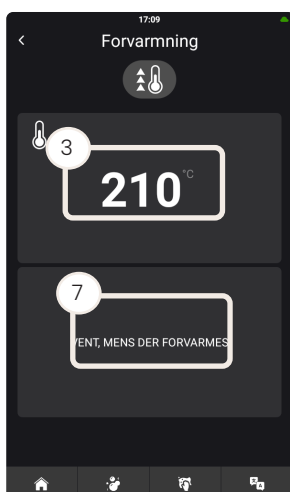 17:09
Forvarmning
3
210 °C
7
VENT, MENS DER FORVARMES